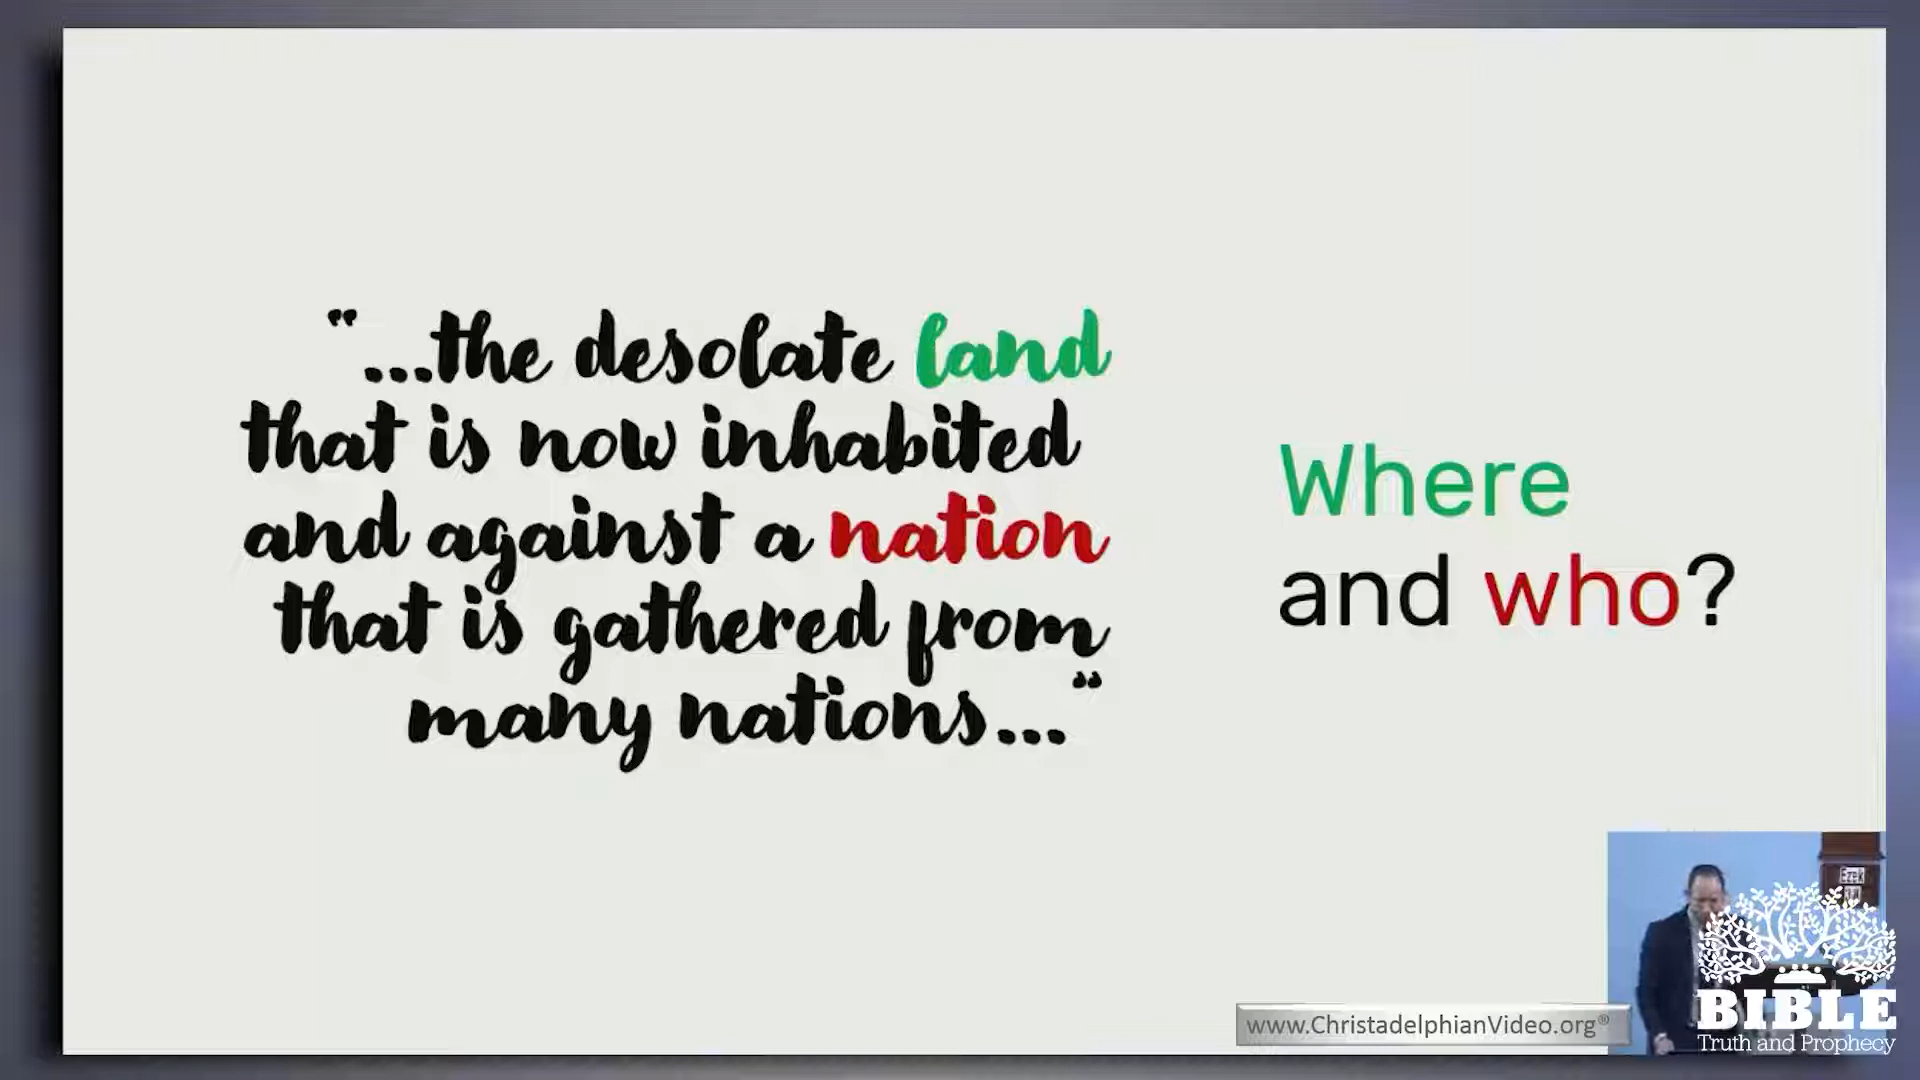 “...the desolate land
that is now inhabited
and against a nation
that is gathered from
many nations...”
Where
and who?
Ezek
www.ChristadelphianVideo.org®
BIBLE
Truth and Prophecy